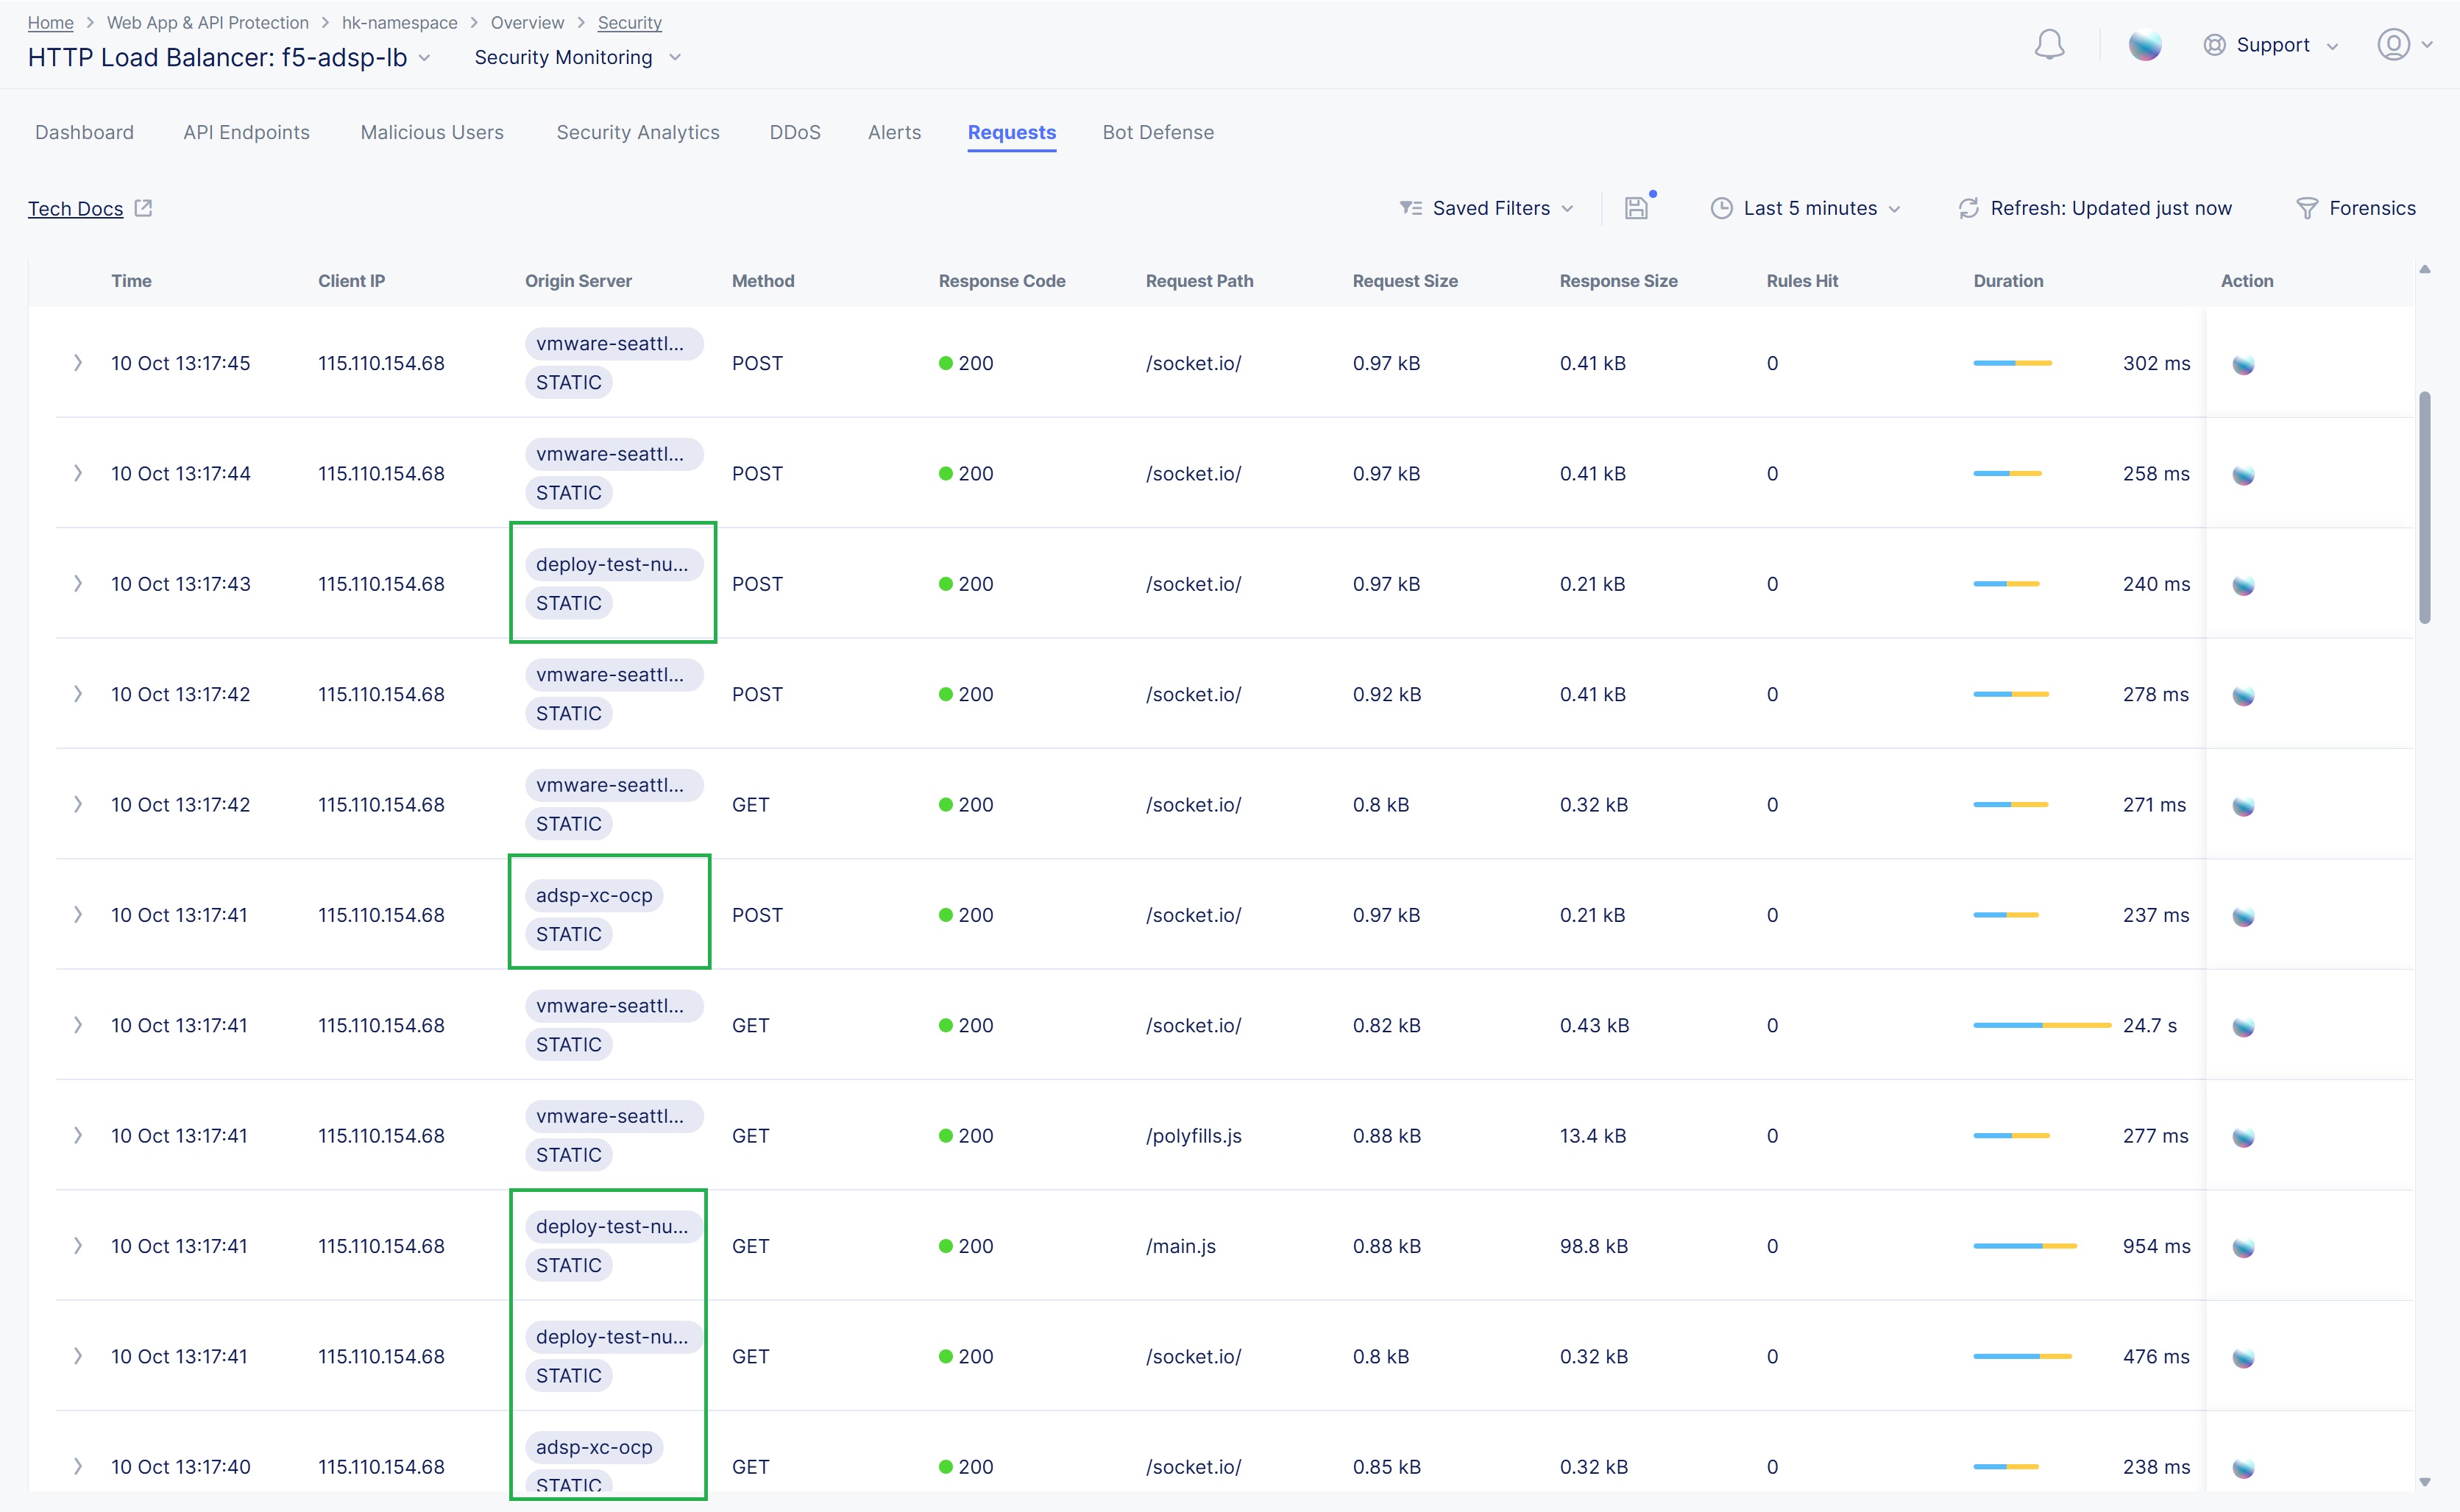 Home > Web App & API Protection > hk-namespace > Overview > Security
HTTP Load Balancer: f5-adsp-lb Security Monitoring Support
Dashboard API Endpoints Malicious Users Security Analytics DDoS Alerts Requests Bot Defense
Tech Docs Saved Filters Last 5 minutes Refresh: Updated just now Forensics
Time Client IP Origin Server Method Response Code Request Path Request Size Response Size Rules Hit Duration Action
vmware-seattl...
10 Oct 13:17:45 115.110.154.68 POST 200 /socket.io/ 0.97 kB 0.41 kB 0 302 ms
STATIC
vmware-seattl...
10 Oct 13:17:44 115.110.154.68 POST 200 /socket.io/ 0.97 kB 0.41 kB 0 258 ms
STATIC
deploy-test-nu...
10 Oct 13:17:43 115.110.154.68 POST 200 /socket.io/ 0.97 kB 0.21 kB 0 240 ms
STATIC
vmware-seattl...
10 Oct 13:17:42 115.110.154.68 POST 200 /socket.io/ 0.92 kB 0.41 kB 0 278 ms
STATIC
vmware-seattl...
10 Oct 13:17:42 115.110.154.68 GET 200 /socket.io/ 0.8 kB 0.32 kB 0 271 ms
STATIC
adsp-xc-ocp
10 Oct 13:17:41 115.110.154.68 POST 200 /socket.io/ 0.97 kB 0.21 kB 0 237 ms
STATIC
vmware-seattl...
10 Oct 13:17:41 115.110.154.68 GET 200 /socket.io/ 0.82 kB 0.43 kB 0 24.7 s
STATIC
vmware-seattl...
10 Oct 13:17:41 115.110.154.68 GET 200 /polyfills.js 0.88 kB 13.4 kB 0 277 ms
STATIC
deploy-test-nu...
10 Oct 13:17:41 115.110.154.68 GET 200 /main.js 0.88 kB 98.8 kB 0 954 ms
STATIC
deploy-test-nu...
10 Oct 13:17:41 115.110.154.68 GET 200 /socket.io/ 0.8 kB 0.32 kB 0 476 ms
STATIC
adsp-xc-ocp
10 Oct 13:17:40 115.110.154.68 GET 200 /socket.io/ 0.85 kB 0.32 kB 0 238 ms
STATIC